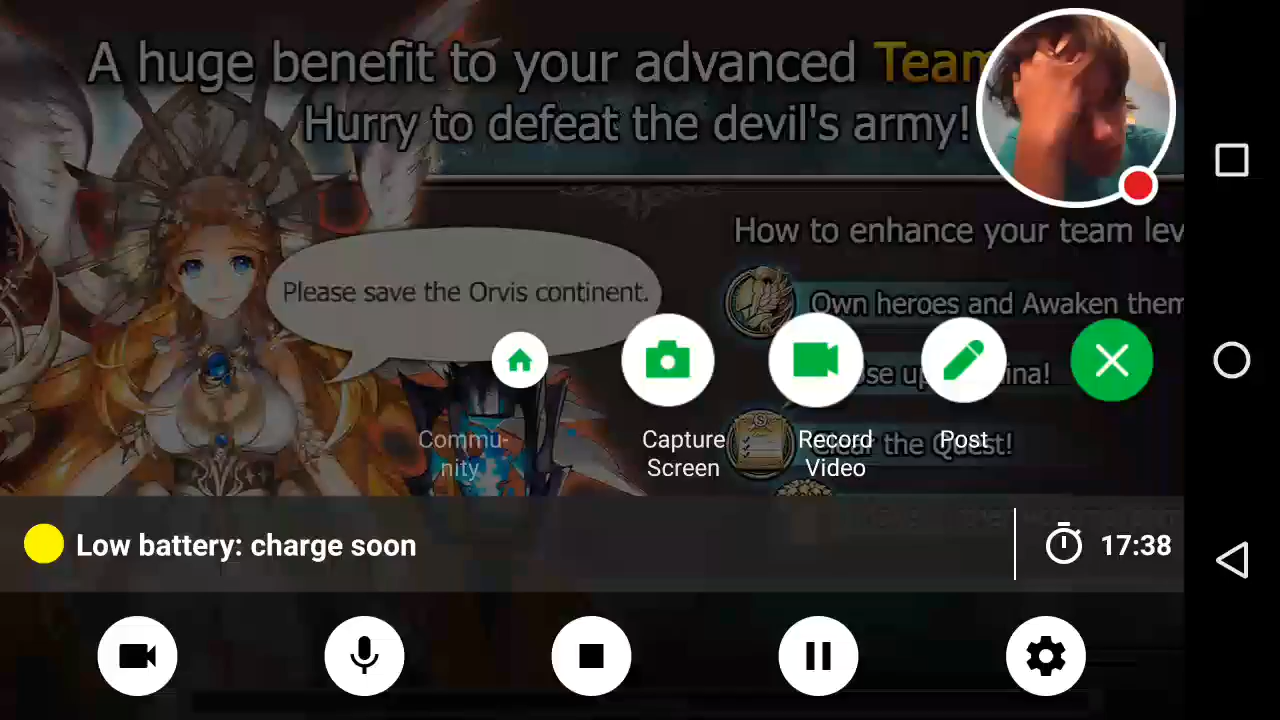 A huge benefit to your advanced Team
Hurry to defeat the devil's army!
How to enhance your team lev
Please save the Orvis continent.
Own heroes and Awaken them
Clear the Quest!
Commu-
nity
Capture
Screen
Record
Video
Post
Low battery: charge soon
17:38